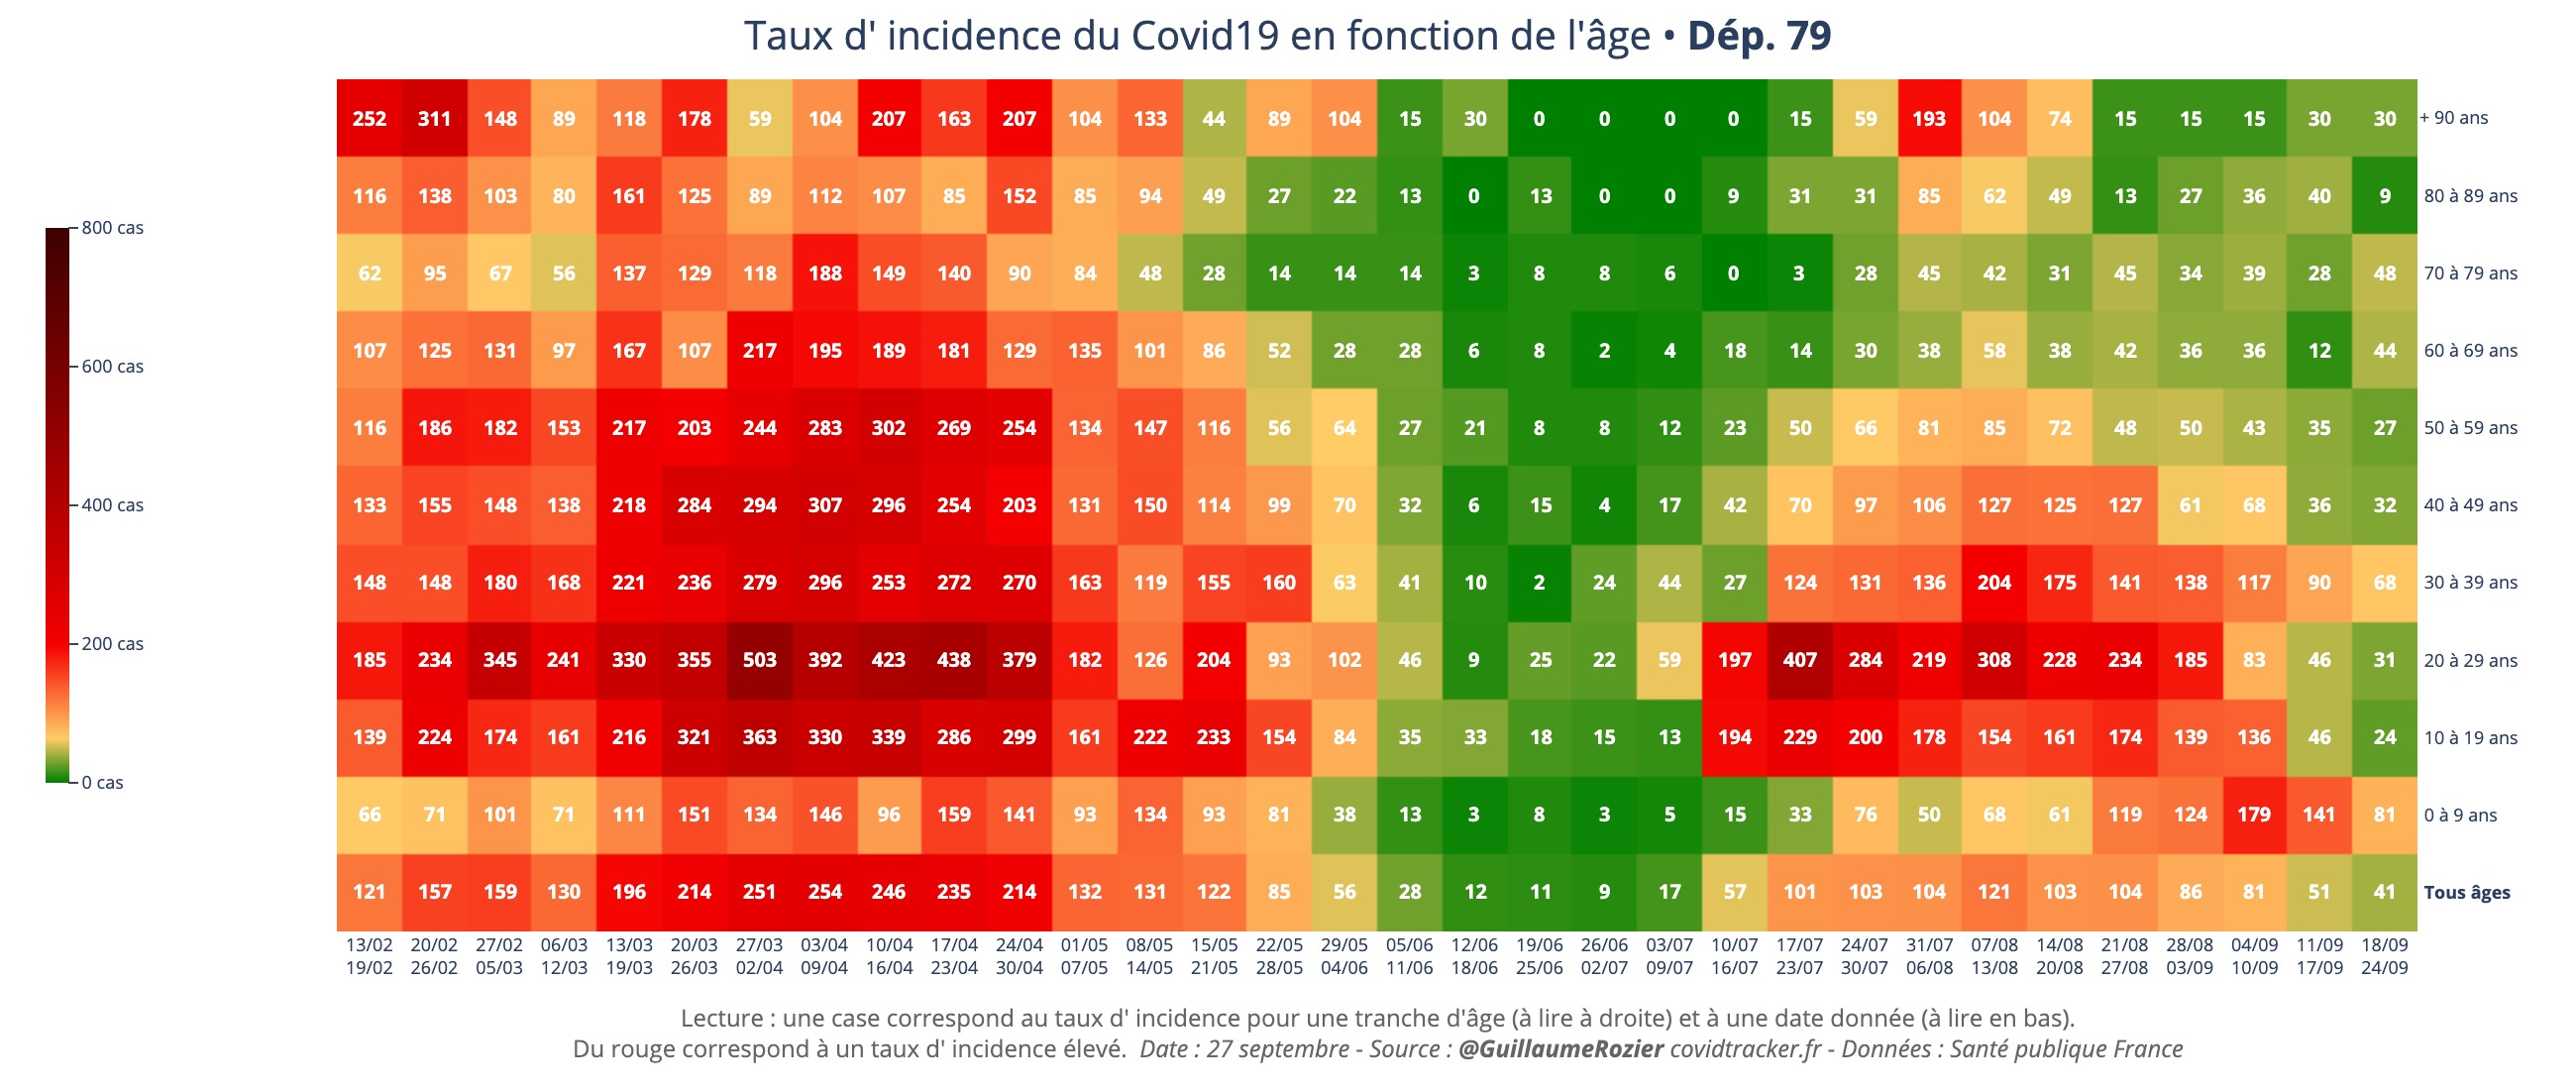 Taux d' incidence du Covid19 en fonction de l'âge • Dép. 79
252 311 148 89 118 178 59 104 207 163 207 104 133 44 89 104 15 30 0 0 0 0 15 59 193 104 74 15 15 15 30 30 + 90 ans
116 138 103 80 161 125 89 112 107 85 152 85 94 49 27 22 13 0 13 0 0 9 31 31 85 62 49 13 27 36 40 9 80 à 89 ans
62 95 67 56 137 129 118 188 149 140 90 84 48 28 14 14 14 3 8 8 6 0 3 28 45 42 31 45 34 39 28 48 70 à 79 ans
107 125 131 97 167 107 217 195 189 181 129 135 101 86 52 28 28 6 8 2 4 18 14 30 38 58 38 42 36 36 12 44 60 à 69 ans
116 186 182 153 217 203 244 283 302 269 254 134 147 116 56 64 27 21 8 8 12 23 50 66 81 85 72 48 50 43 35 27 50 à 59 ans
133 155 148 138 218 284 294 307 296 254 203 131 150 114 99 70 32 6 15 4 17 42 70 97 106 127 125 127 61 68 36 32 40 à 49 ans
148 148 180 168 221 236 279 296 253 272 270 163 119 155 160 63 41 10 2 24 44 27 124 131 136 204 175 141 138 117 90 68 30 à 39 ans
185 234 345 241 330 355 503 392 423 438 379 182 126 204 93 102 46 9 25 22 59 197 407 284 219 308 228 234 185 83 46 31 20 à 29 ans
139 224 174 161 216 321 363 330 339 286 299 161 222 233 154 84 35 33 18 15 13 194 229 200 178 154 161 174 139 136 46 24 10 à 19 ans
66 71 101 71 111 151 134 146 96 159 141 93 134 93 81 38 13 3 8 3 5 15 33 76 50 68 61 119 124 179 141 81 0 à 9 ans
121 157 159 130 196 214 251 254 246 235 214 132 131 122 85 56 28 12 11 9 17 57 101 103 104 121 103 104 86 81 51 41 Tous âges
13/02 20/02 27/02 06/03 13/03 20/03 27/03 03/04 10/04 17/04 24/04 01/05 08/05 15/05 22/05 29/05 05/06 12/06 19/06 26/06 03/07 10/07 17/07 24/07 31/07 07/08 14/08 21/08 28/08 04/09 11/09 18/09
19/02 26/02 05/03 12/03 19/03 26/03 02/04 09/04 16/04 23/04 30/04 07/05 14/05 21/05 28/05 04/06 11/06 18/06 25/06 02/07 09/07 16/07 23/07 30/07 06/08 13/08 20/08 27/08 03/09 10/09 17/09 24/09
800 cas
600 cas
400 cas
200 cas
0 cas
Lecture : une case correspond au taux d' incidence pour une tranche d'âge (à lire à droite) et à une date donnée (à lire en bas).
Du rouge correspond à un taux d' incidence élevé. Date : 27 septembre - Source : @GuillaumeRozier covidtracker.fr - Données : Santé publique France